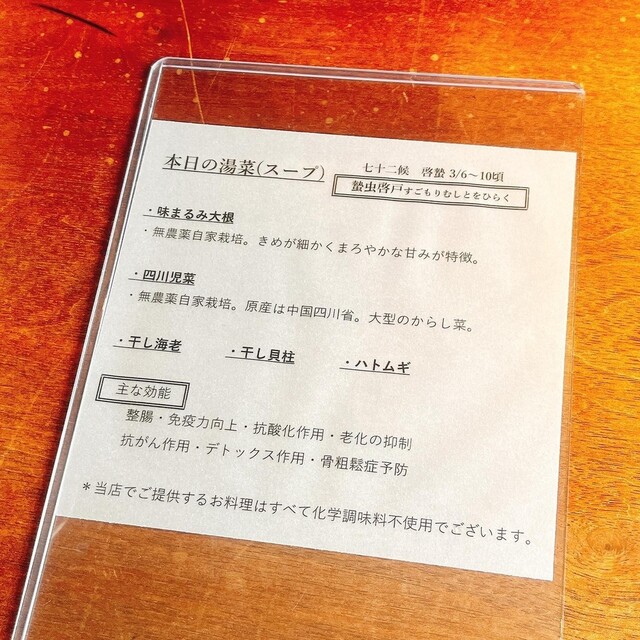 本日の湯菜(スープ)
七十二候 啓蟄 3/6～10頃
蟄虫啓戸すごもりむしとをひらく
・味まるみ大根
・無農薬自家栽培。きめが細かくまろやかな甘みが特徴。
・四川児菜
・無農薬自家栽培。原産は中国四川省。大型のからし菜。
・干し海老 ・干し貝柱 ・ハトムギ
主な効能
整腸・免疫力向上・抗酸化作用・老化の抑制
抗がん作用・デトックス作用・骨粗鬆症予防
＊当店でご提供するお料理はすべて化学調味料不使用でございます。